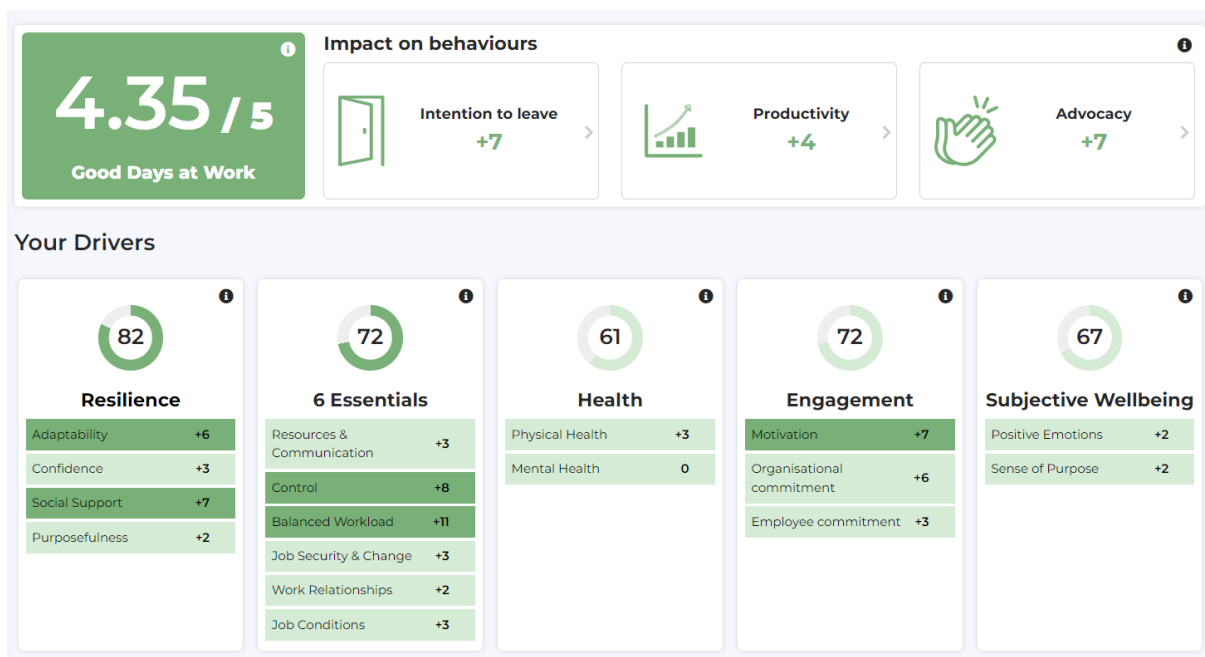 4.35 / 5
Good Days at Work
Impact on behaviours
Intention to leave
+7
Productivity
+4
Advocacy
+7
Your Drivers
82
Resilience
Adaptability +6
Confidence +3
Social Support +7
Purposefulness +2
72
6 Essentials
Resources &
Communication
+3
Control +8
Balanced Workload +11
Job Security & Change +3
Work Relationships +2
Job Conditions +3
61
Health
Physical Health +3
Mental Health 0
72
Engagement
Motivation +7
Organisational
commitment
+6
Employee commitment +3
67
Subjective Wellbeing
Positive Emotions +2
Sense of Purpose +2